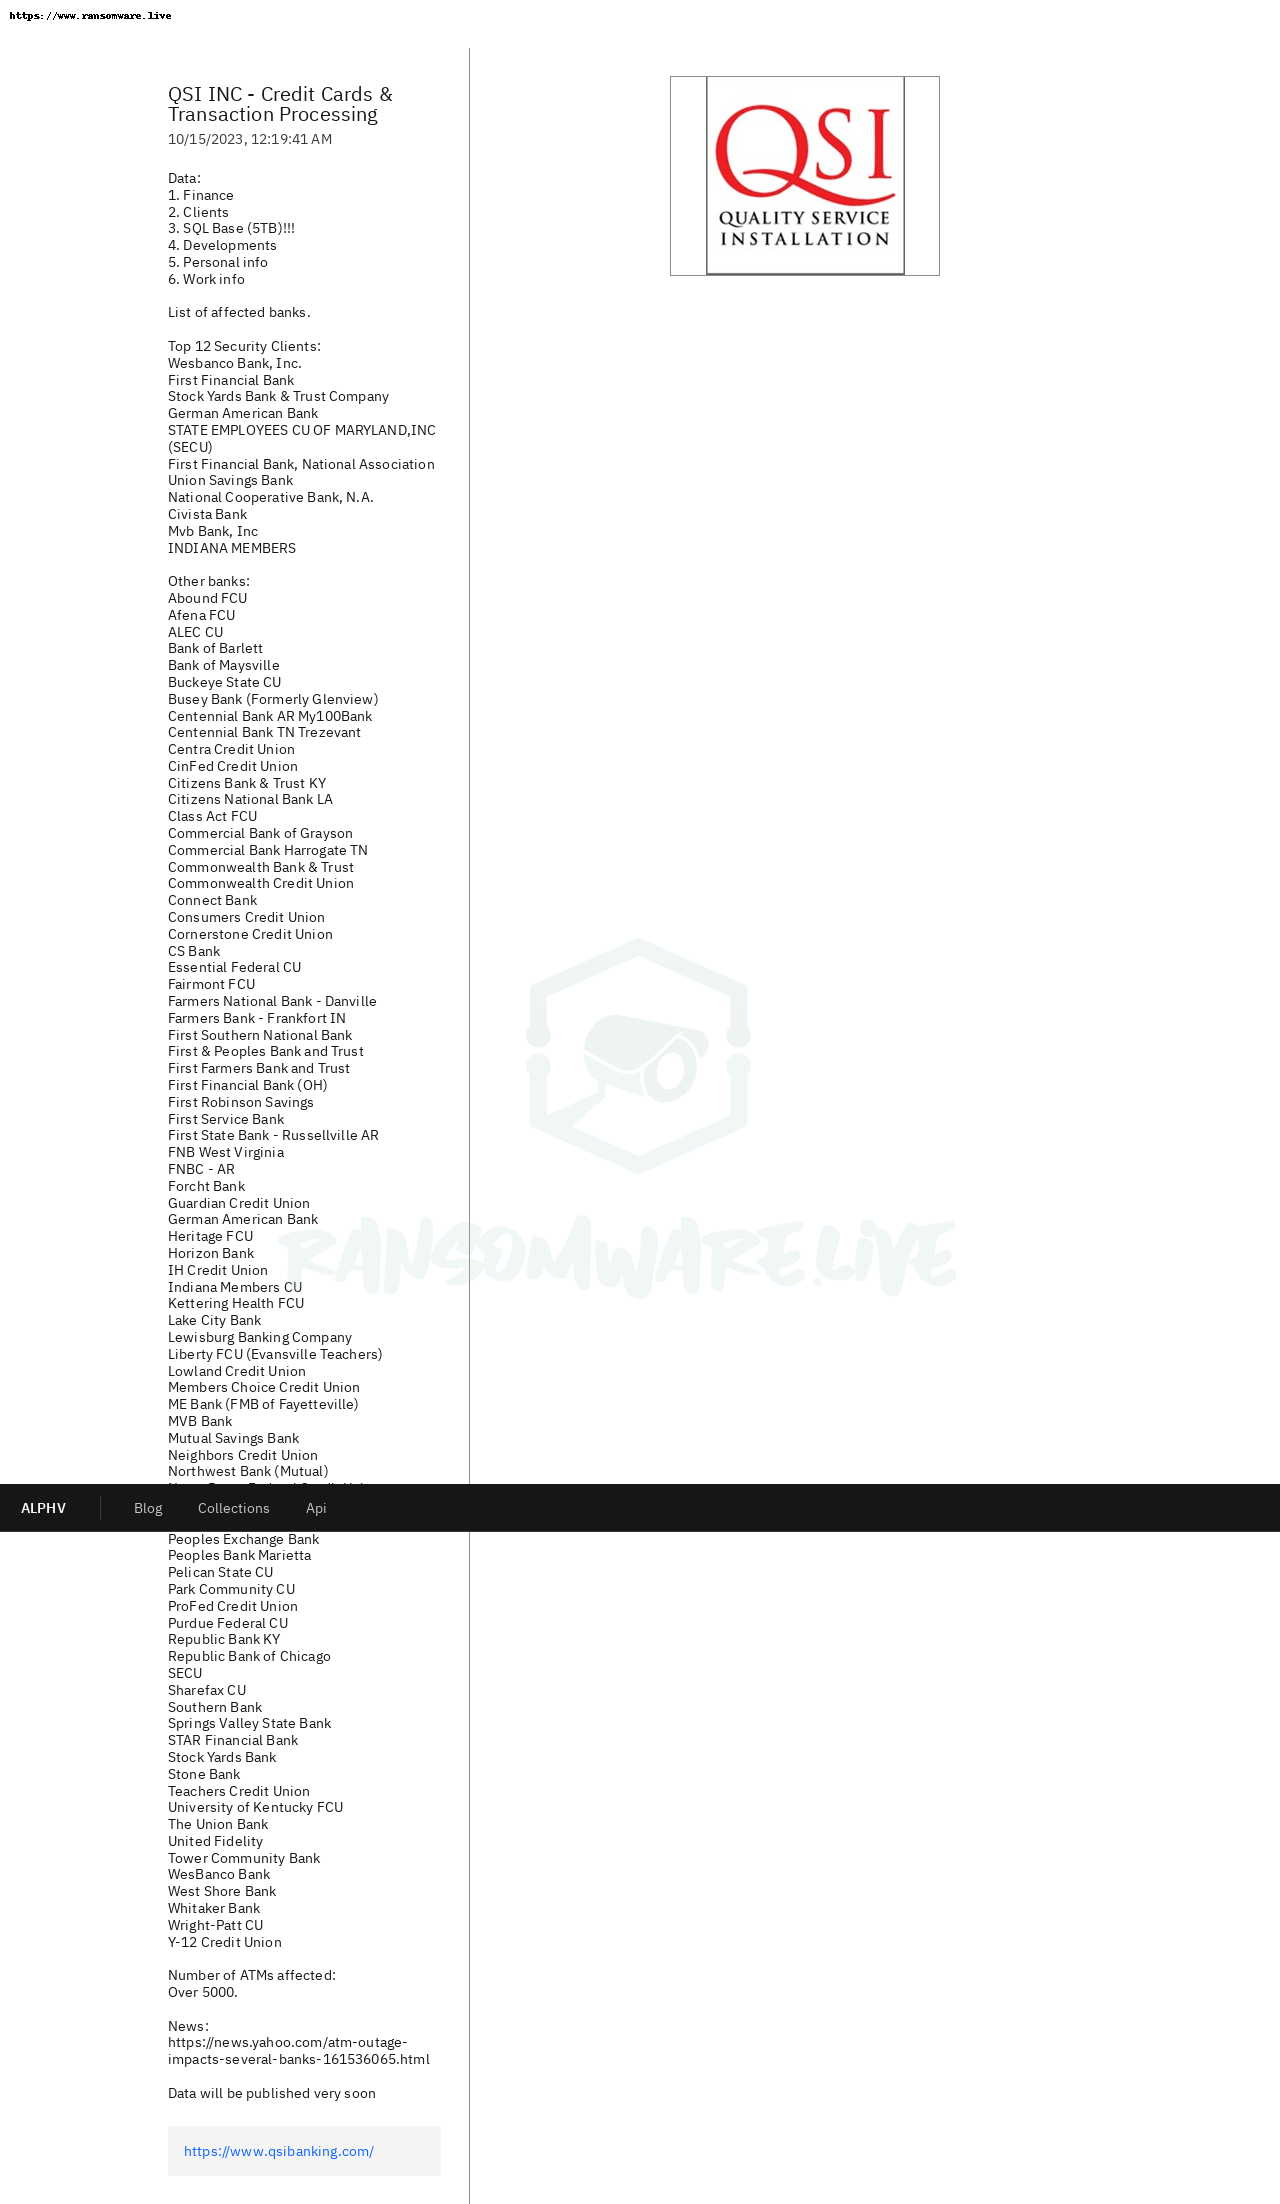 https://www.ransomware.live
QSI INC - Credit Cards &
Transaction Processing
10/15/2023, 12:19:41 AM
Data:
1. Finance
2. Clients
3. SQL Base (5TB)!!!
4. Developments
5. Personal info
6. Work info
List of affected banks.
Top 12 Security Clients:
Wesbanco Bank, Inc.
First Financial Bank
Stock Yards Bank & Trust Company
German American Bank
STATE EMPLOYEES CU OF MARYLAND,INC
(SECU)
First Financial Bank, National Association
Union Savings Bank
National Cooperative Bank, N.A.
Civista Bank
Mvb Bank, Inc
INDIANA MEMBERS
Other banks:
Abound FCU
Afena FCU
ALEC CU
Bank of Barlett
Bank of Maysville
Buckeye State CU
Busey Bank (Formerly Glenview)
Centennial Bank AR My100Bank
Centennial Bank TN Trezevant
Centra Credit Union
CinFed Credit Union
Citizens Bank & Trust KY
Citizens National Bank LA
Class Act FCU
Commercial Bank of Grayson
Commercial Bank Harrogate TN
Commonwealth Bank & Trust
Commonwealth Credit Union
Connect Bank
Consumers Credit Union
Cornerstone Credit Union
CS Bank
Essential Federal CU
Fairmont FCU
Farmers National Bank - Danville
Farmers Bank - Frankfort IN
First Southern National Bank
First & Peoples Bank and Trust
First Farmers Bank and Trust
First Financial Bank (OH)
First Robinson Savings
First Service Bank
First State Bank - Russellville AR
FNB West Virginia
FNBC - AR
Forcht Bank
Guardian Credit Union
German American Bank
Heritage FCU
Horizon Bank
IH Credit Union
Indiana Members CU
Kettering Health FCU
Lake City Bank
Lewisburg Banking Company
Liberty FCU (Evansville Teachers)
Lowland Credit Union
Members Choice Credit Union
ME Bank (FMB of Fayetteville)
MVB Bank
Mutual Savings Bank
Neighbors Credit Union
Northwest Bank (Mutual)
ALPHV
Blog
Collections
Api
Peoples Exchange Bank
Peoples Bank Marietta
Pelican State CU
Park Community CU
ProFed Credit Union
Purdue Federal CU
Republic Bank KY
Republic Bank of Chicago
SECU
Sharefax CU
Southern Bank
Springs Valley State Bank
STAR Financial Bank
Stock Yards Bank
Stone Bank
Teachers Credit Union
University of Kentucky FCU
The Union Bank
United Fidelity
Tower Community Bank
WesBanco Bank
West Shore Bank
Whitaker Bank
Wright-Patt CU
Y-12 Credit Union
Number of ATMs affected:
Over 5000.
News:
https://news.yahoo.com/atm-outage-
impacts-several-banks-161536065.html
Data will be published very soon
https://www.qsibanking.com/
QSI
QUALITY SERVICE
INSTALLATION
RANSOMWARE.LIVE